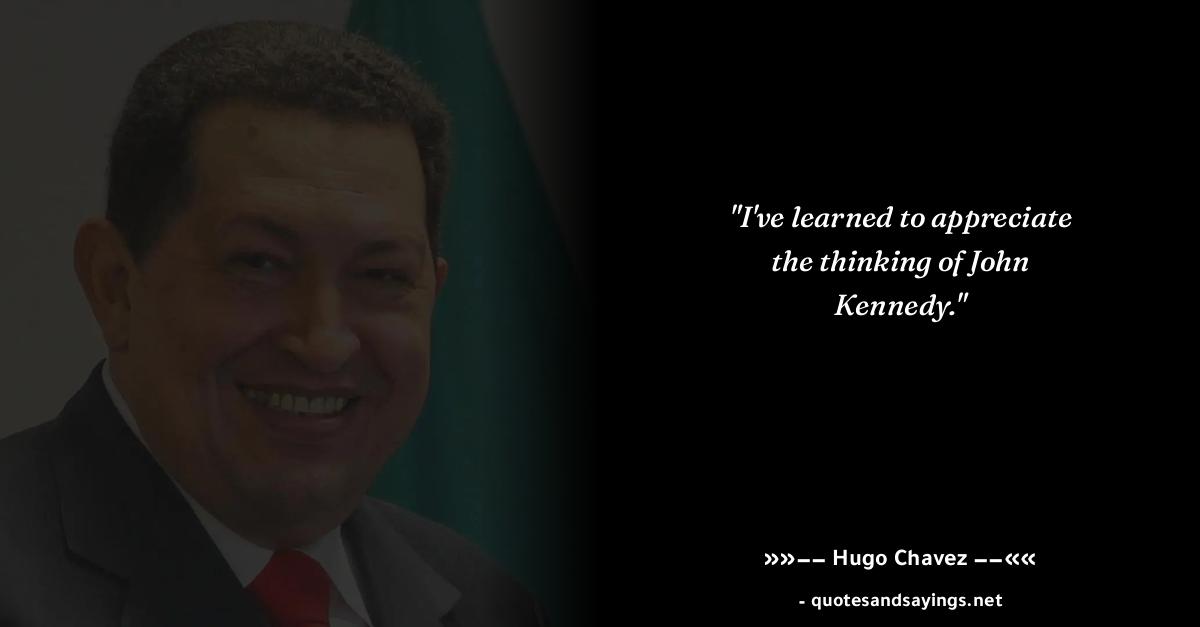 "I've learned to appreciate
the thinking of John
Kennedy."
»»−− Hugo Chavez −−««
- quotesandsayings.net